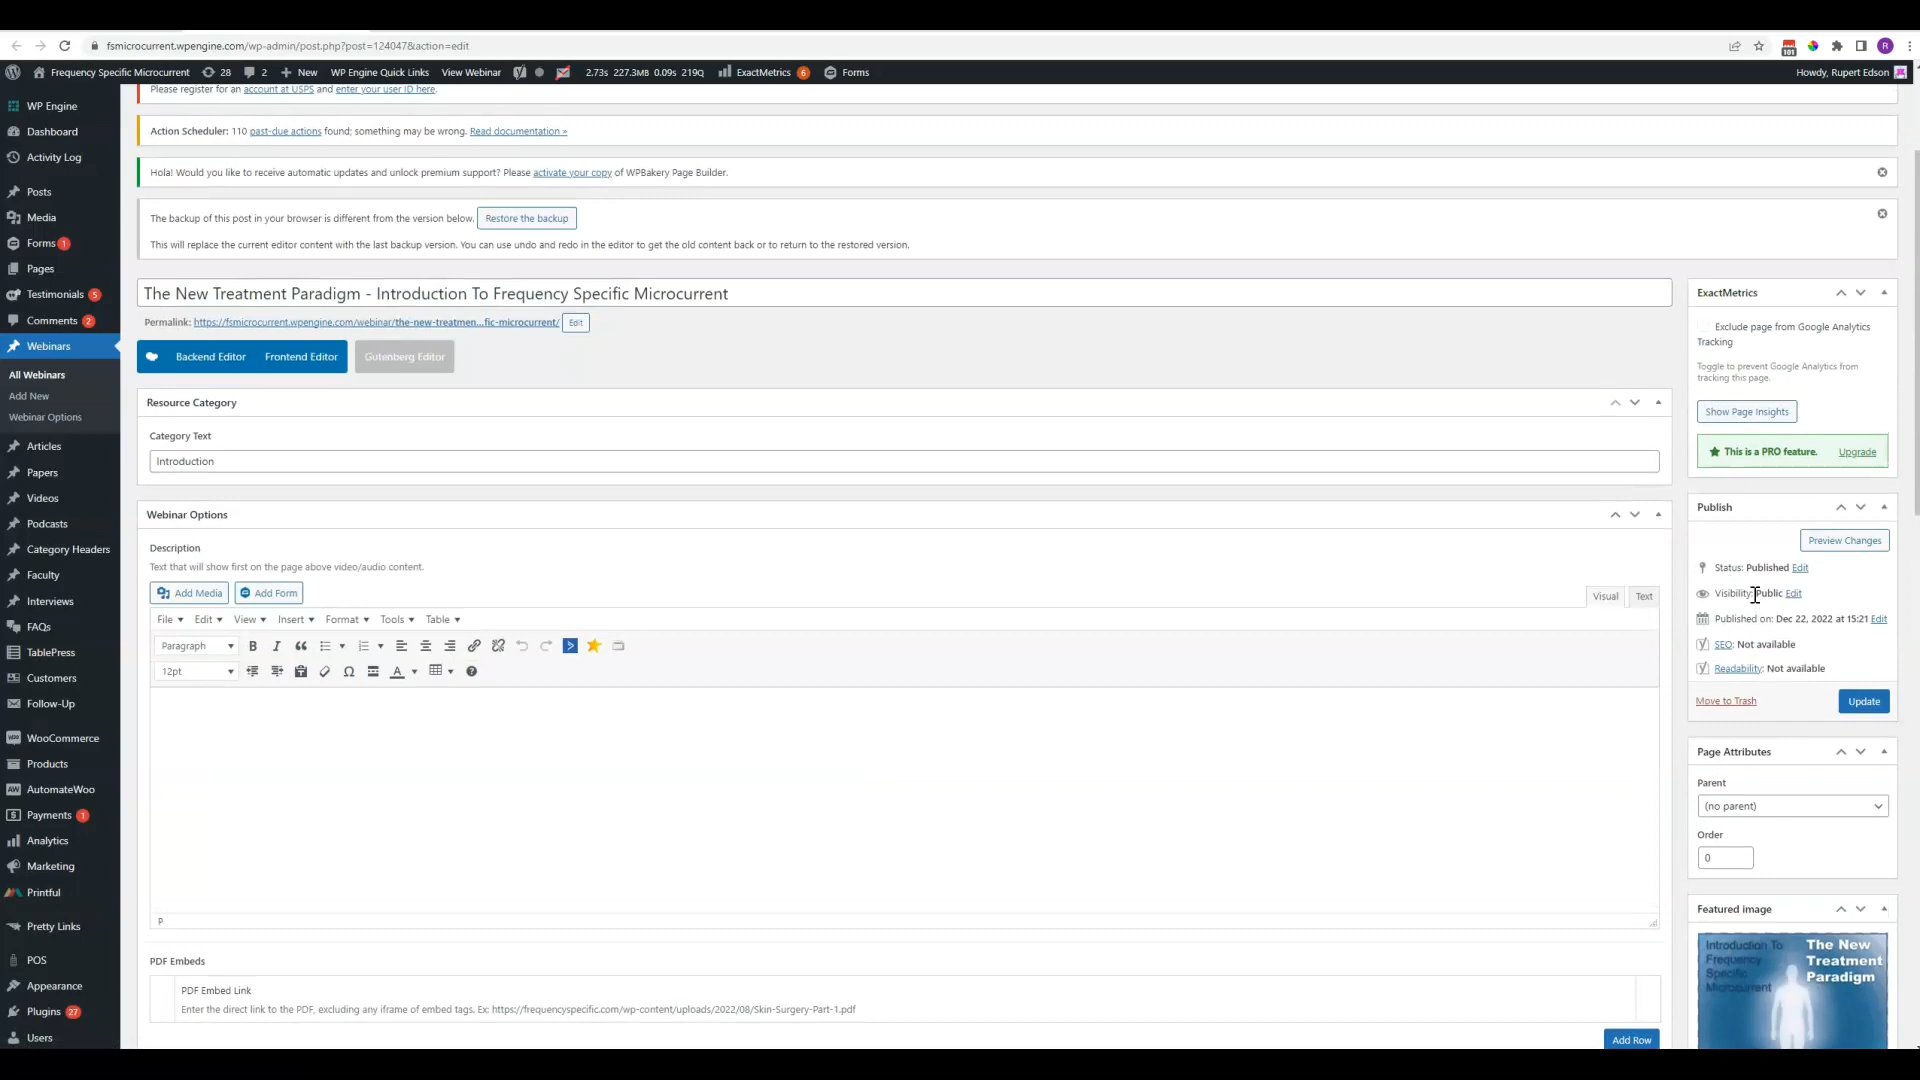 fsmicrocurrent.wpengine.com/wp-admin/post.php?post=124047&action=edit
101
R
Frequency Specific Microcurrent 28 2 New WP Engine Quick Links View Webinar 2.73s 227.3MB 0.09s 219Q ExactMetrics 6 Forms Howdy, Rupert Edson
WP Engine
Dashboard
Activity Log
Posts
Media
Forms 1
Pages
Testimonials 5
Comments 2
Webinars
All Webinars
Add New
Webinar Options
Articles
Papers
Videos
Podcasts
Category Headers
Faculty
Interviews
FAQs
TablePress
Customers
Follow-Up
WooCommerce
Products
AutomateWoo
Payments 1
Analytics
Marketing
Printful
Pretty Links
POS
Appearance
Plugins 27
Users
Please register for an account at USPS and enter your user ID here.
Action Scheduler: 110 past-due actions found; something may be wrong. Read documentation »
Hola! Would you like to receive automatic updates and unlock premium support? Please activate your copy of WPBakery Page Builder.
The backup of this post in your browser is different from the version below. Restore the backup
This will replace the current editor content with the last backup version. You can use undo and redo in the editor to get the old content back or to return to the restored version.
The New Treatment Paradigm - Introduction To Frequency Specific Microcurrent
Permalink: https://fsmicrocurrent.wpengine.com/webinar/the-new-treatmen...fic-microcurrent/ Edit
Backend Editor Frontend Editor Gutenberg Editor
Resource Category
Category Text
Introduction
Webinar Options
Description
Text that will show first on the page above video/audio content.
Add Media Add Form
Visual Text
File Edit View Insert Format Tools Table
Paragraph
12pt
P
PDF Embeds
PDF Embed Link
Enter the direct link to the PDF, excluding any iframe of embed tags. Ex: https://frequencyspecific.com/wp-content/uploads/2022/08/Skin-Surgery-Part-1.pdf
Add Row
ExactMetrics
Exclude page from Google Analytics
Tracking
Toggle to prevent Google Analytics from
tracking this page.
Show Page Insights
This is a PRO feature. Upgrade
Publish
Preview Changes
Status: Published Edit
Visibility: Public Edit
Published on: Dec 22, 2022 at 15:21 Edit
SEO: Not available
Readability: Not available
Move to Trash Update
Page Attributes
Parent
(no parent)
Order
0
Featured image
Introduction To
Frequency
Specific
Microcurrent
The New
Treatment
Paradigm